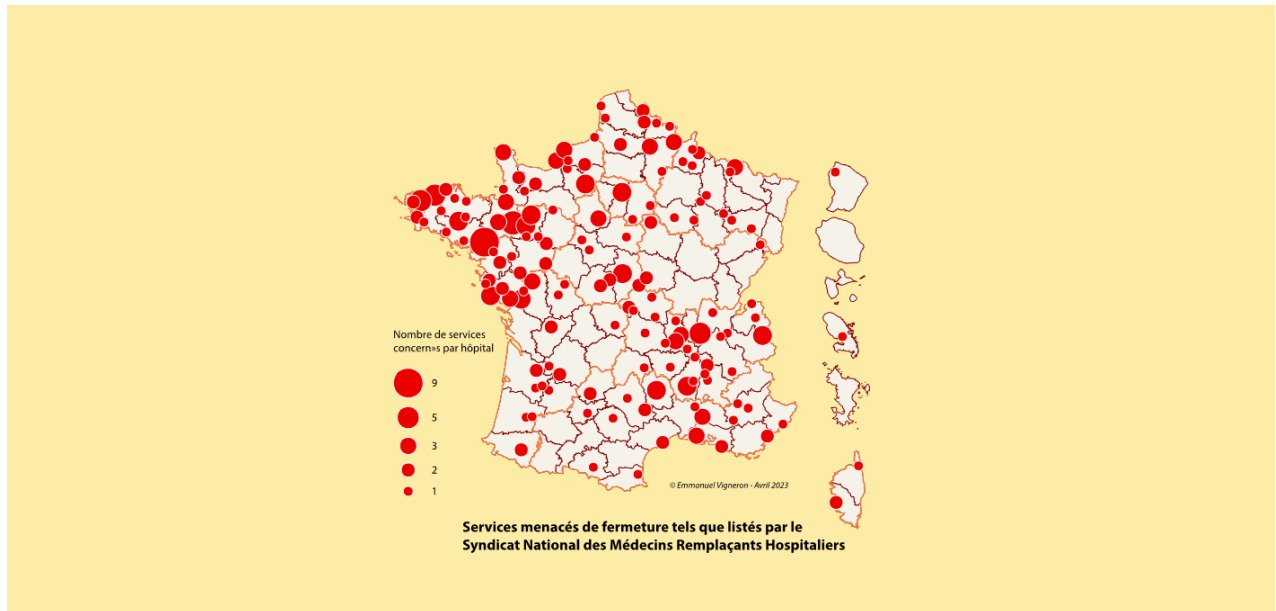 Nombre de services
concern»s par hôpital
9
5
3
2
1
© Emmanuel Vigneron - Avril 2023
Services menacés de fermeture tels que listés par le
Syndicat National des Médecins Remplaçants Hospitaliers